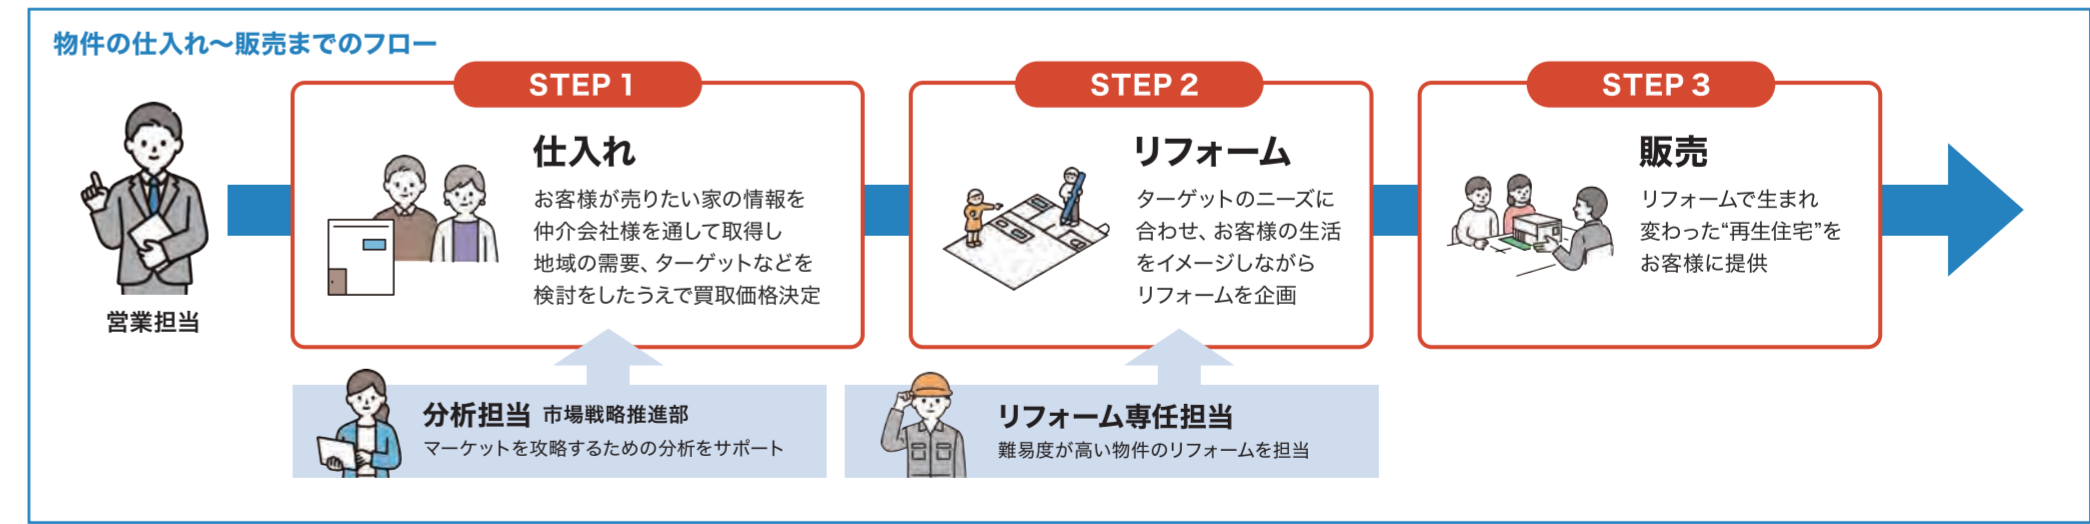 物件の仕入れ〜販売までのフロー
営業担当
STEP 1
仕入れ
お客様が売りたい家の情報を
仲介会社様を通して取得し
地域の需要、ターゲットなどを
検討をしたうえで買取価格決定
分析担当 市場戦略推進部
マーケットを攻略するための分析をサポート
STEP 2
リフォーム
ターゲットのニーズに
合わせ、お客様の生活
をイメージしながら
リフォームを企画
リフォーム専任担当
難易度が高い物件のリフォームを担当
STEP 3
販売
リフォームで生まれ
変わった“再生住宅”を
お客様に提供